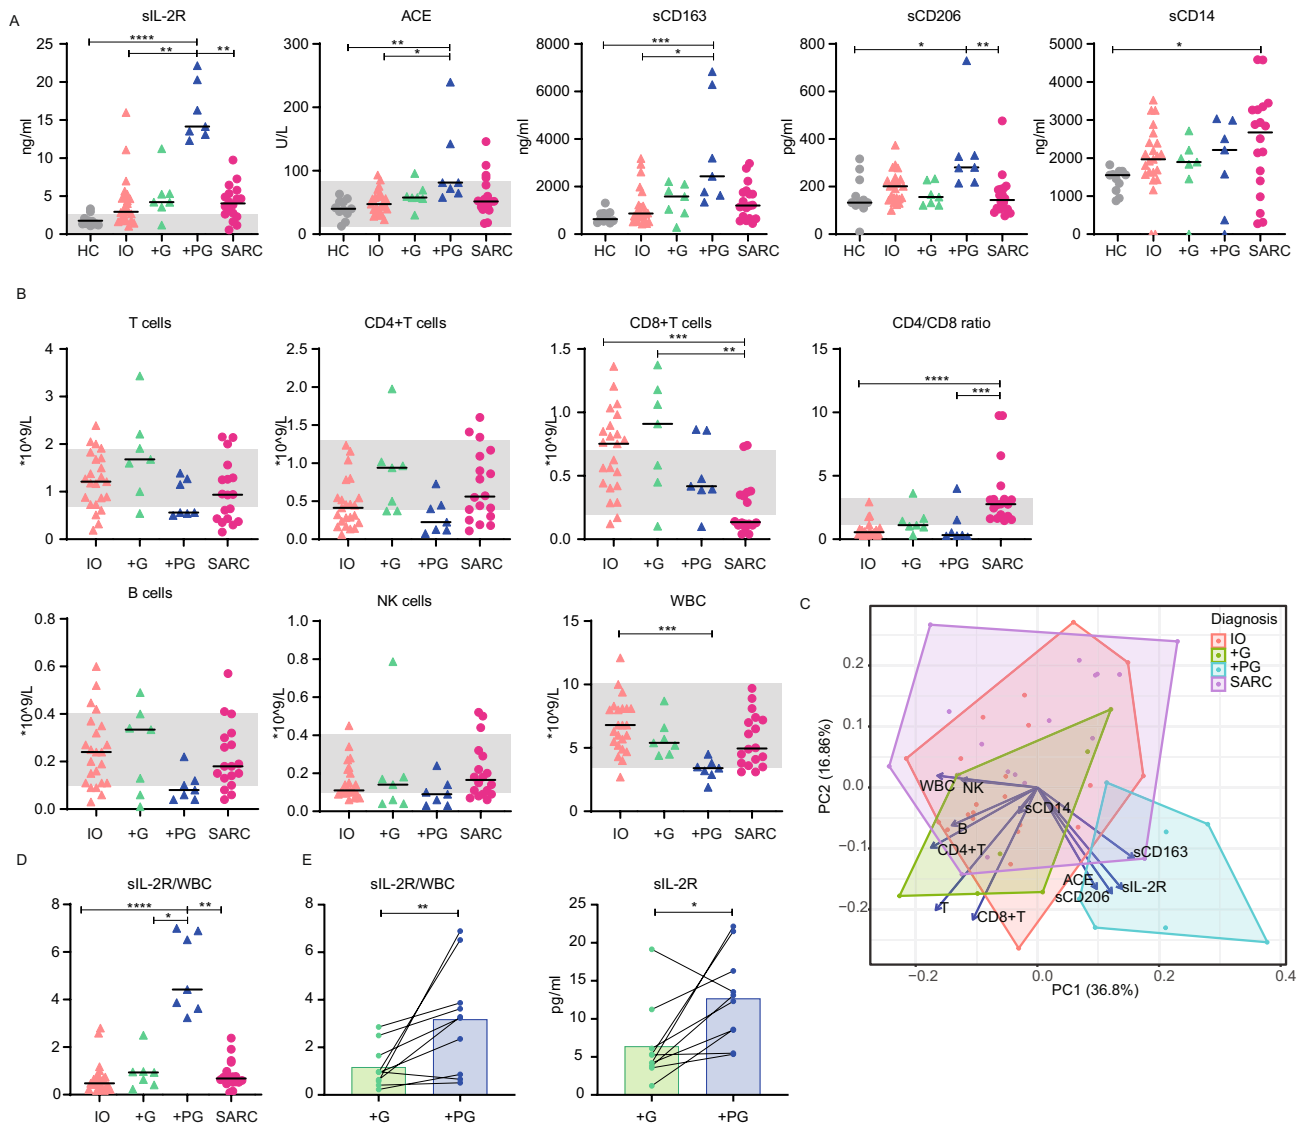 A
sIL-2R
ACE
sCD163
sCD206
sCD14
****
**
**
**
*
***
*
*
**
*
ng/ml
25
20
15
10
5
0
HC IO +G +PG SARC
U/L
300
200
100
0
HC IO +G +PG SARC
ng/ml
8000
6000
4000
2000
0
HC IO +G +PG SARC
pg/ml
800
600
400
200
0
HC IO +G +PG SARC
ng/ml
5000
4000
3000
2000
1000
0
HC IO +G +PG SARC
B
T cells
CD4+T cells
CD8+T cells
CD4/CD8 ratio
***
**
****
***
*10^9/L
4
3
2
1
0
IO +G +PG SARC
*10^9/L
2.5
2.0
1.5
1.0
0.5
0.0
IO +G +PG SARC
*10^9/L
1.5
1.0
0.5
0.0
IO +G +PG SARC
15
10
5
0
IO +G +PG SARC
B cells
NK cells
WBC
***
*10^9/L
0.8
0.6
0.4
0.2
0.0
IO +G +PG SARC
*10^9/L
1.0
0.8
0.6
0.4
0.2
0.0
IO +G +PG SARC
*10^9/L
15
10
5
0
IO +G +PG SARC
C
Diagnosis
IO
+G
+PG
SARC
PC2 (16.86%)
0.2
0.1
0.0
−0.1
−0.2
WBC NK
sCD14
B
CD4+T
sCD163
ACE
sIL-2R
sCD206
T
CD8+T
−0.2 0.0 0.2 0.4
PC1 (36.8%)
D
sIL-2R/WBC
****
**
*
8
6
4
2
0
IO +G +PG SARC
E
sIL-2R/WBC
**
8
6
4
2
0
+G +PG
sIL-2R
*
pg/ml
25
20
15
10
5
0
+G +PG